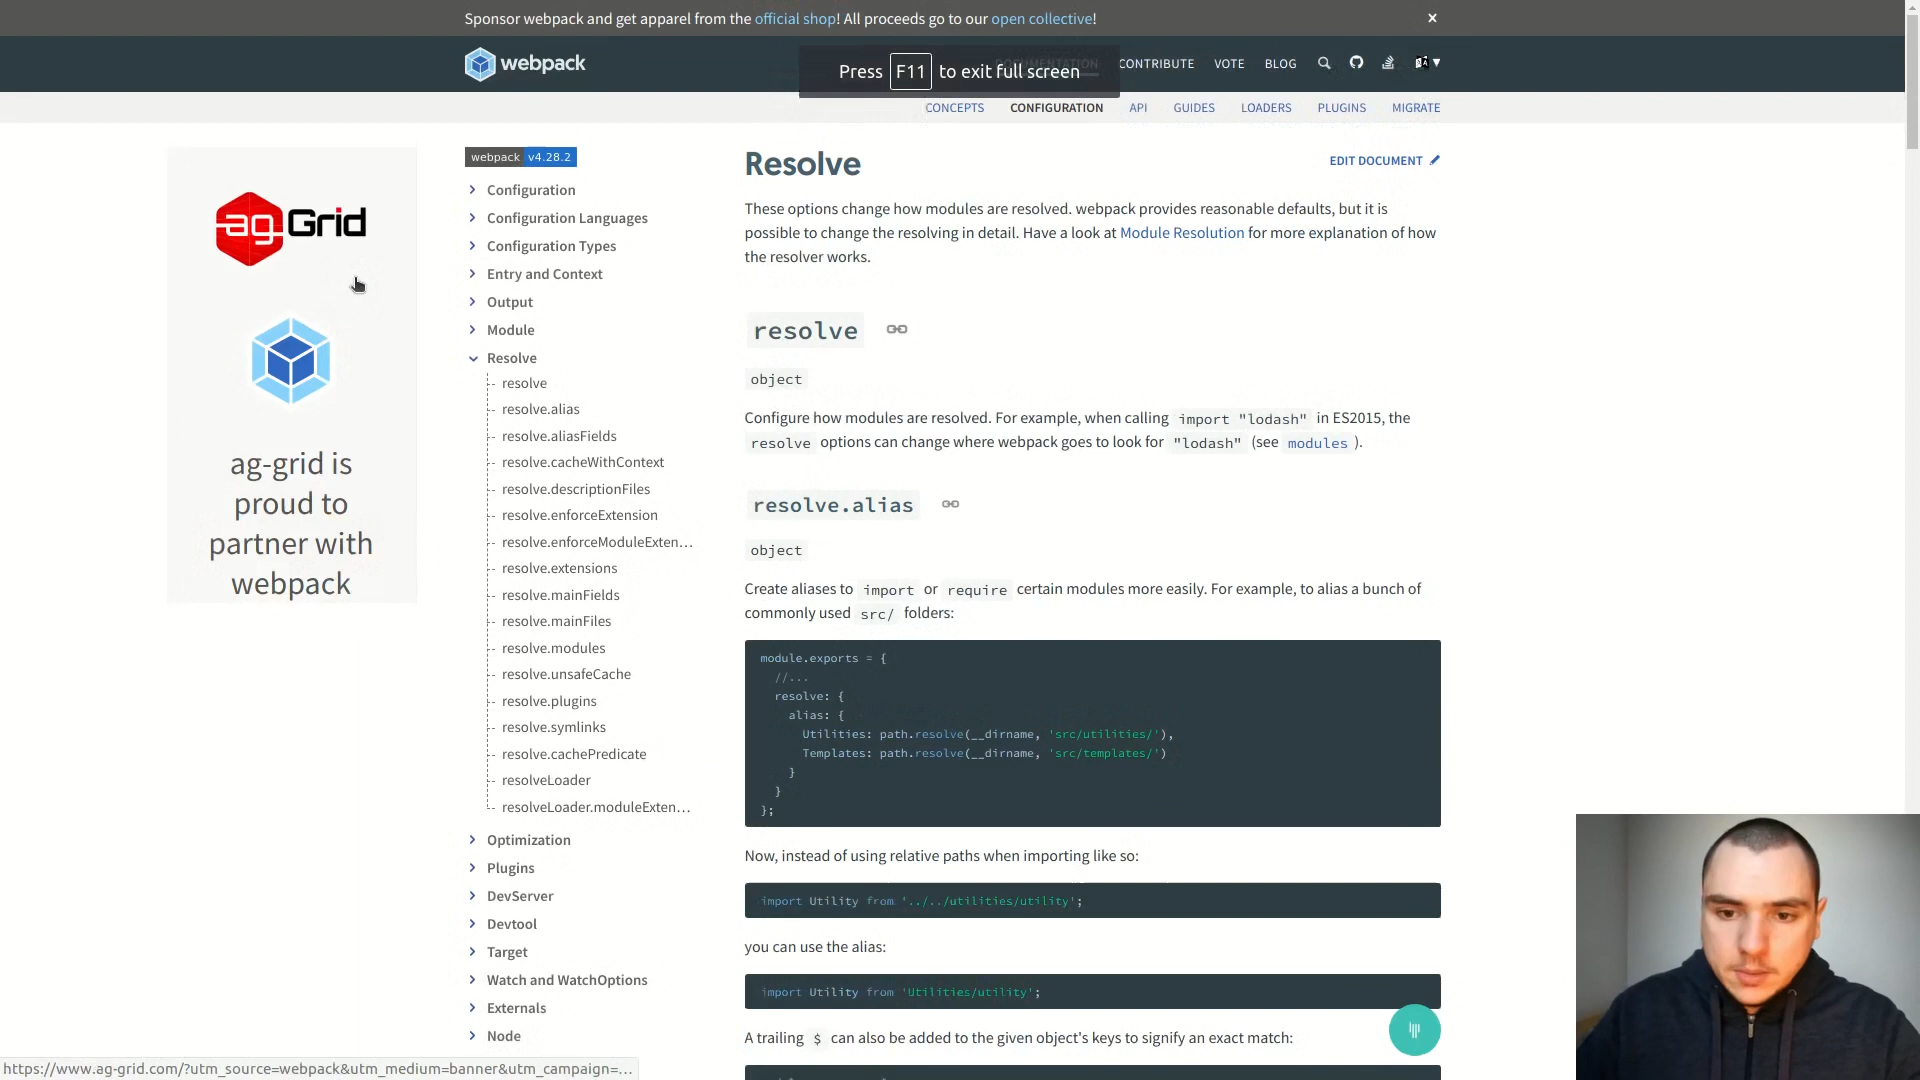 Sponsor webpack and get apparel from the official shop! All proceeds go to our open collective!
×
webpack
Press F11 to exit full screen
CONTRIBUTE
VOTE
BLOG
CONCEPTS
CONFIGURATION
API
GUIDES
LOADERS
PLUGINS
MIGRATE
ag Grid
ag-grid is
proud to
partner with
webpack
webpack v4.28.2
Configuration
Configuration Languages
Configuration Types
Entry and Context
Output
Module
Resolve
resolve
resolve.alias
resolve.aliasFields
resolve.cacheWithContext
resolve.descriptionFiles
resolve.enforceExtension
resolve.enforceModuleExten...
resolve.extensions
resolve.mainFields
resolve.mainFiles
resolve.modules
resolve.unsafeCache
resolve.plugins
resolve.symlinks
resolve.cachePredicate
resolveLoader
resolveLoader.moduleExten...
Optimization
Plugins
DevServer
Devtool
Target
Watch and WatchOptions
Externals
Node
Resolve
EDIT DOCUMENT
These options change how modules are resolved. webpack provides reasonable defaults, but it is
possible to change the resolving in detail. Have a look at Module Resolution for more explanation of how
the resolver works.
resolve
object
Configure how modules are resolved. For example, when calling import "lodash" in ES2015, the
resolve options can change where webpack goes to look for "lodash" (see modules ).
resolve.alias
object
Create aliases to import or require certain modules more easily. For example, to alias a bunch of
commonly used src/ folders:
module.exports = {
//...
resolve: {
alias: {
Utilities: path.resolve(__dirname, 'src/utilities/'),
Templates: path.resolve(__dirname, 'src/templates/')
}
}
};
Now, instead of using relative paths when importing like so:
import Utility from '../../utilities/utility';
you can use the alias:
import Utility from 'Utilities/utility';
A trailing $ can also be added to the given object's keys to signify an exact match:
https://www.ag-grid.com/?utm_source=webpack&utm_medium=banner&utm_campaign=...